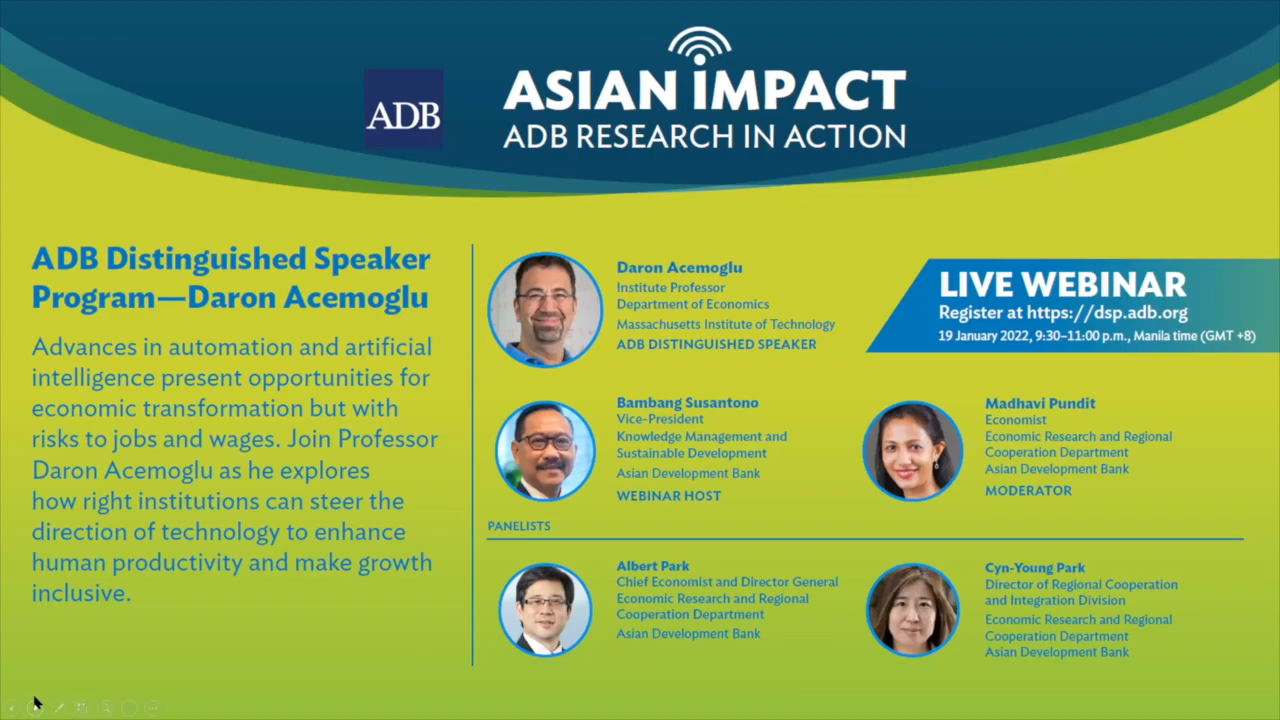 ADB
ASIAN IMPACT
ADB RESEARCH IN ACTION
ADB Distinguished Speaker
Program—Daron Acemoglu
Advances in automation and artificial
intelligence present opportunities for
economic transformation but with
risks to jobs and wages. Join Professor
Daron Acemoglu as he explores
how right institutions can steer the
direction of technology to enhance
human productivity and make growth
inclusive.
Daron Acemoglu
Institute Professor
Department of Economics
Massachusetts Institute of Technology
ADB DISTINGUISHED SPEAKER
LIVE WEBINAR
Register at https://dsp.adb.org
19 January 2022, 9:30–11:00 p.m., Manila time (GMT +8)
Bambang Susantono
Vice-President
Knowledge Management and
Sustainable Development
Asian Development Bank
WEBINAR HOST
Madhavi Pundit
Economist
Economic Research and Regional
Cooperation Department
Asian Development Bank
MODERATOR
PANELISTS
Albert Park
Chief Economist and Director General
Economic Research and Regional
Cooperation Department
Asian Development Bank
Cyn-Young Park
Director of Regional Cooperation
and Integration Division
Economic Research and Regional
Cooperation Department
Asian Development Bank